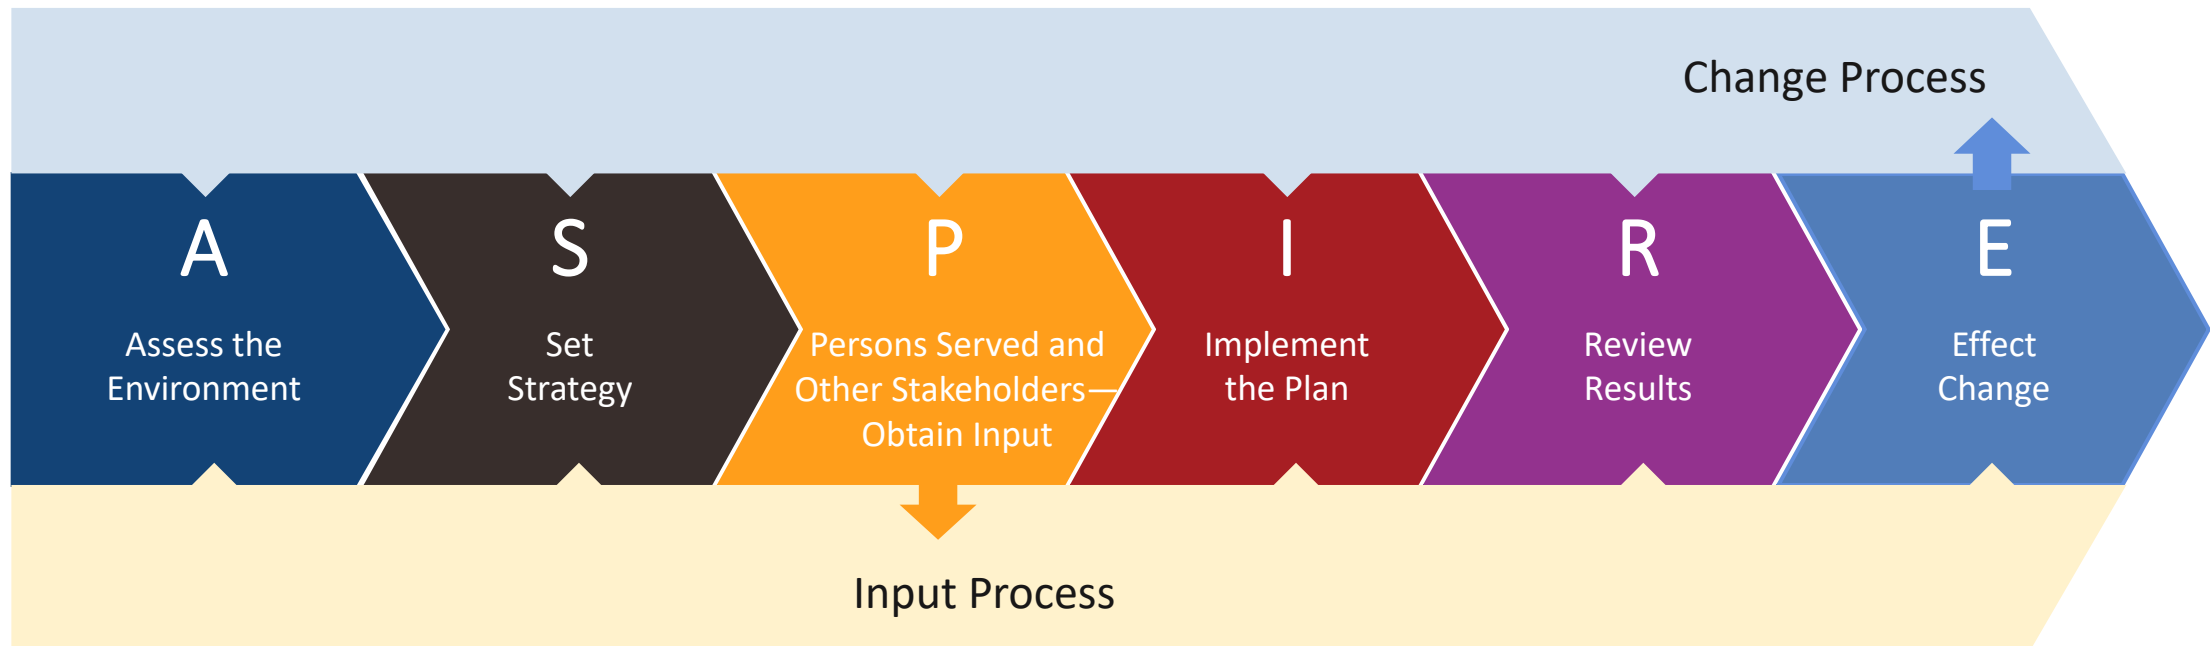 Change Process
A
Assess the
Environment
S
Set
Strategy
P
Persons Served and
Other Stakeholders—
Obtain Input
I
Implement
the Plan
R
Review
Results
E
Effect
Change
Input Process